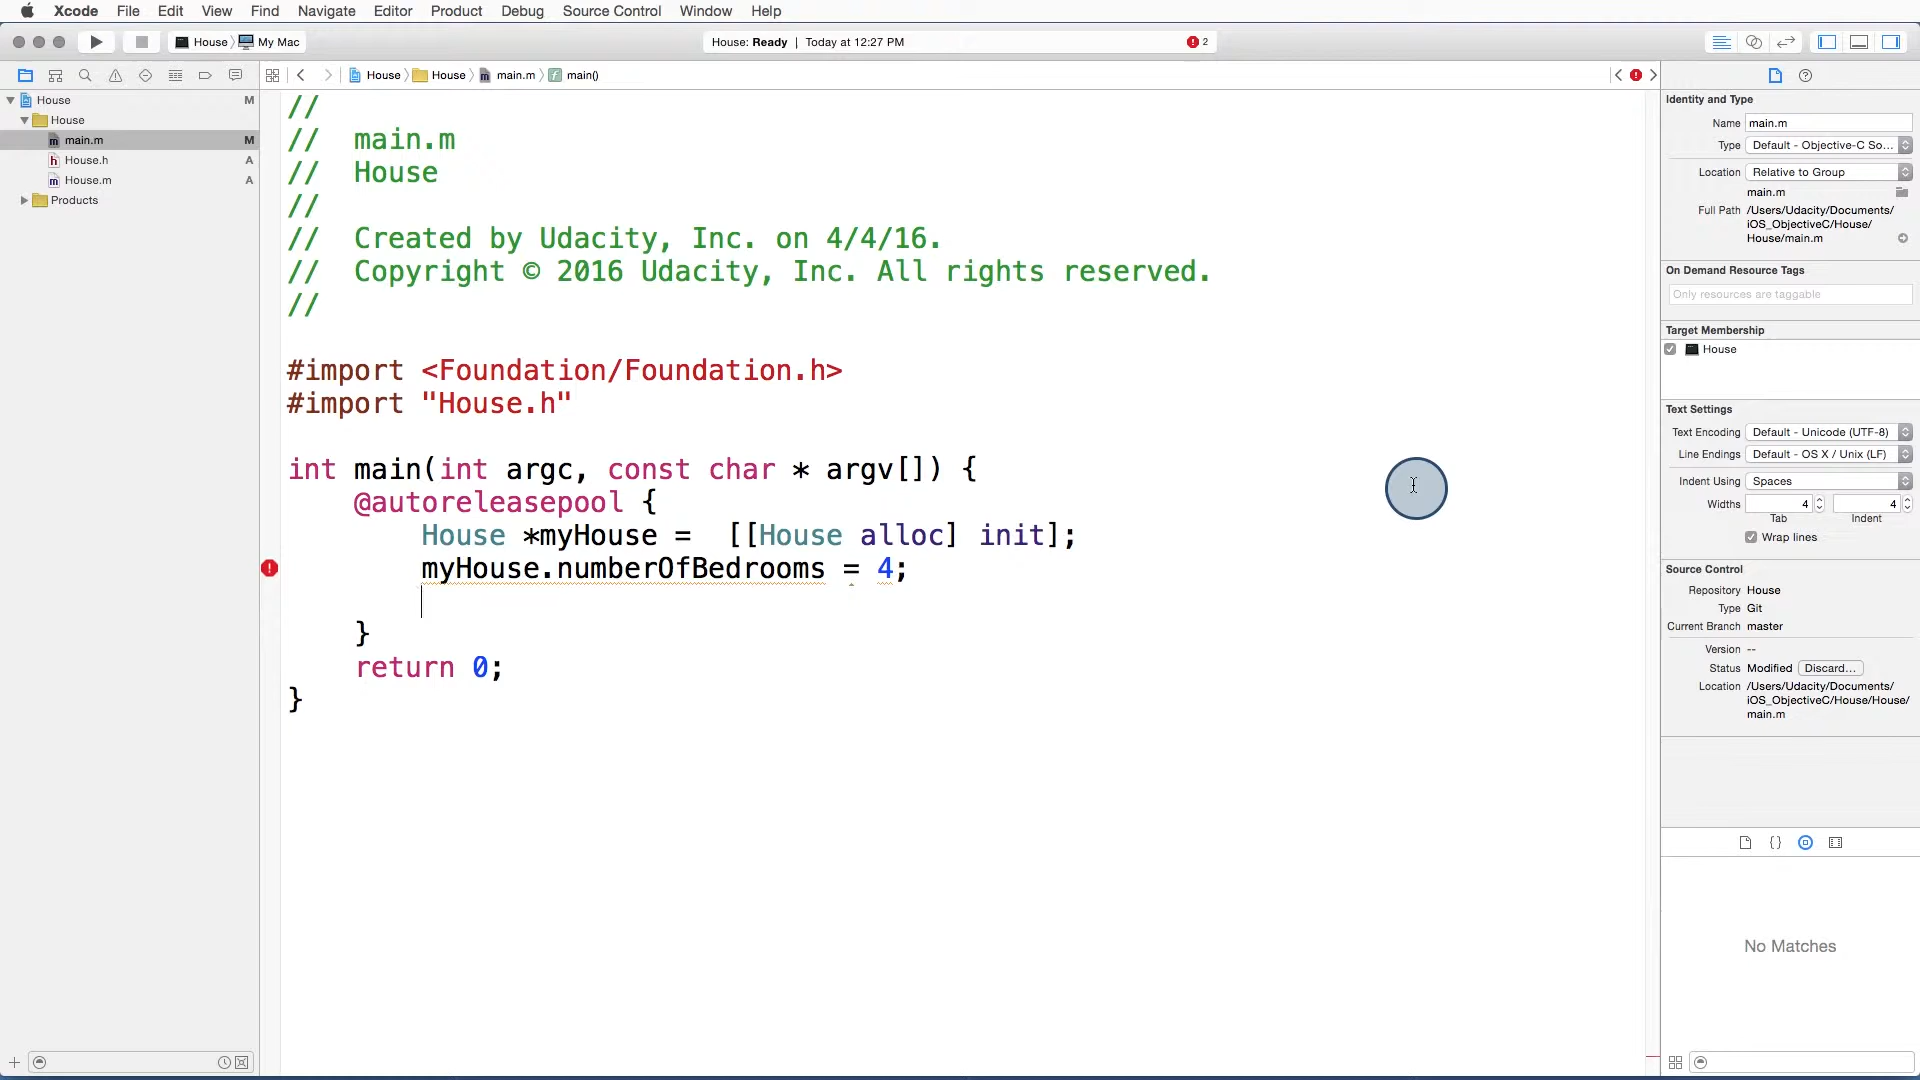 Xcode File Edit View Find Navigate Editor Product Debug Source Control Window Help
House My Mac House: Ready | Today at 12:27 PM 2
House House main.m main()
House M
House
main.m M
House.h A
House.m A
Products
//
// main.m
// House
//
// Created by Udacity, Inc. on 4/4/16.
// Copyright © 2016 Udacity, Inc. All rights reserved.
//
#import <Foundation/Foundation.h>
#import "House.h"
int main(int argc, const char * argv[]) {
@autoreleasepool {
House *myHouse = [[House alloc] init];
myHouse.numberOfBedrooms = 4;
}
return 0;
}
Identity and Type
Name main.m
Type Default - Objective-C So...
Location Relative to Group
main.m
Full Path /Users/Udacity/Documents/
iOS_ObjectiveC/House/
House/main.m
On Demand Resource Tags
Only resources are taggable
Target Membership
House
Text Settings
Text Encoding Default - Unicode (UTF-8)
Line Endings Default - OS X / Unix (LF)
Indent Using Spaces
Widths 4 4
Tab Indent
Wrap lines
Source Control
Repository House
Type Git
Current Branch master
Version --
Status Modified Discard...
Location /Users/Udacity/Documents/
iOS_ObjectiveC/House/House/
main.m
No Matches